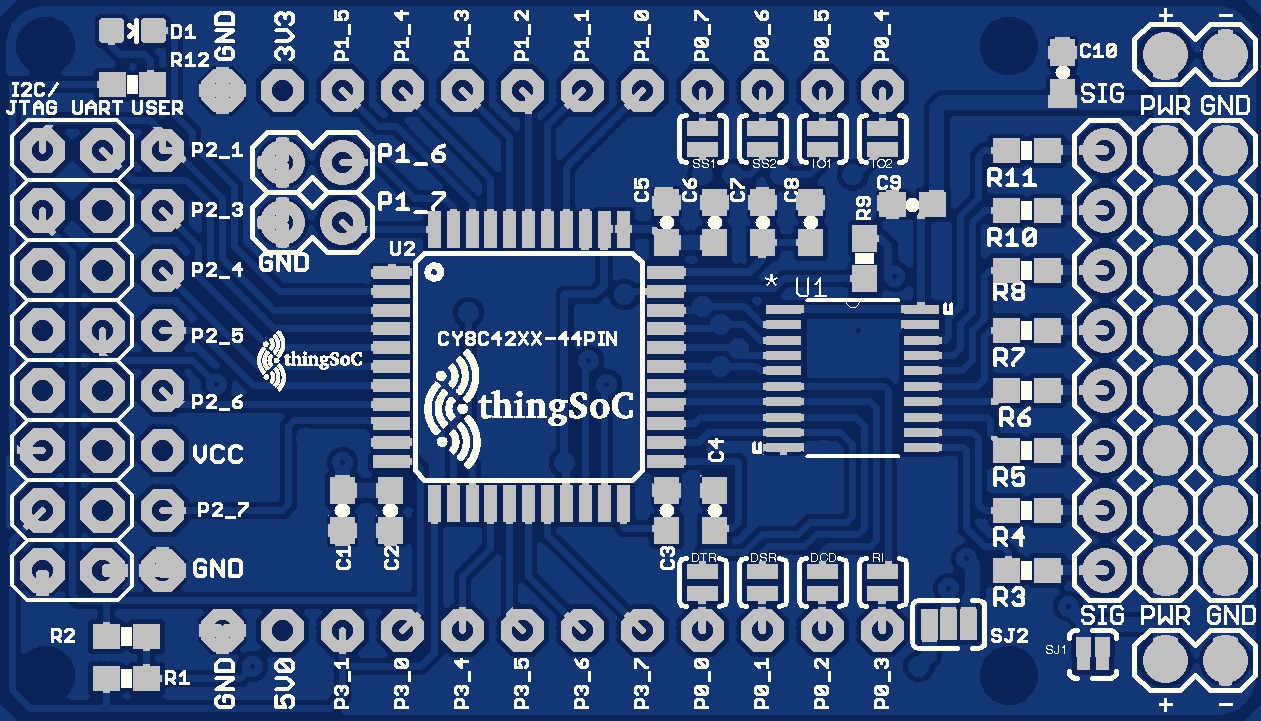 D1
R12
GND
3V3
P1_5
P1_4
P1_3
P1_2
P1_1
P1_0
P0_7
P0_6
P0_5
P0_4
+ -
C10
SIG
PWR GND
I2C/
JTAG UART USER
P2_1
P2_3
P2_4
P2_5
P2_6
VCC
P2_7
GND
P1_6
P1_7
GND
SS1
SS2
IO1
IO2
C5
C6
C7
C8
C9
R9
U2
* U1
CY8C42XX-44PIN
thingSoC
thingSoC
R11
R10
R8
R7
R6
R5
R4
R3
C1
C2
C3
C4
DTR
DSR
DCD
RI
SJ2
SJ1
SIG PWR GND
R2
R1
GND
5V0
P3_1
P3_0
P3_4
P3_5
P3_6
P3_7
P0_0
P0_1
P0_2
P0_3
+ -